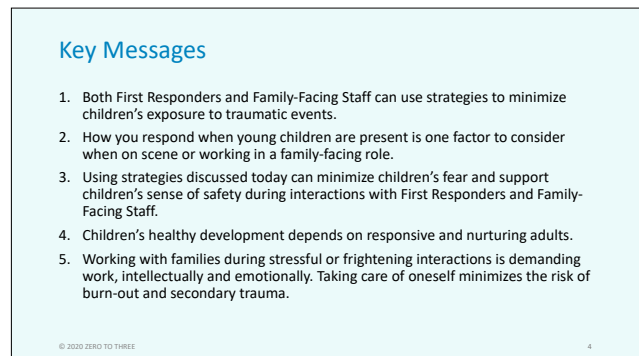 Key Messages
1. Both First Responders and Family-Facing Staff can use strategies to minimize
children's exposure to traumatic events.
2. How you respond when young children are present is one factor to consider
when on scene or working in a family-facing role.
3. Using strategies discussed today can minimize children's fear and support
children's sense of safety during interactions with First Responders and Family-
Facing Staff.
4. Children's healthy development depends on responsive and nurturing adults.
5. Working with families during stressful or frightening interactions is demanding
work, intellectually and emotionally. Taking care of oneself minimizes the risk of
burn-out and secondary trauma.
© 2020 ZERO TO THREE 4